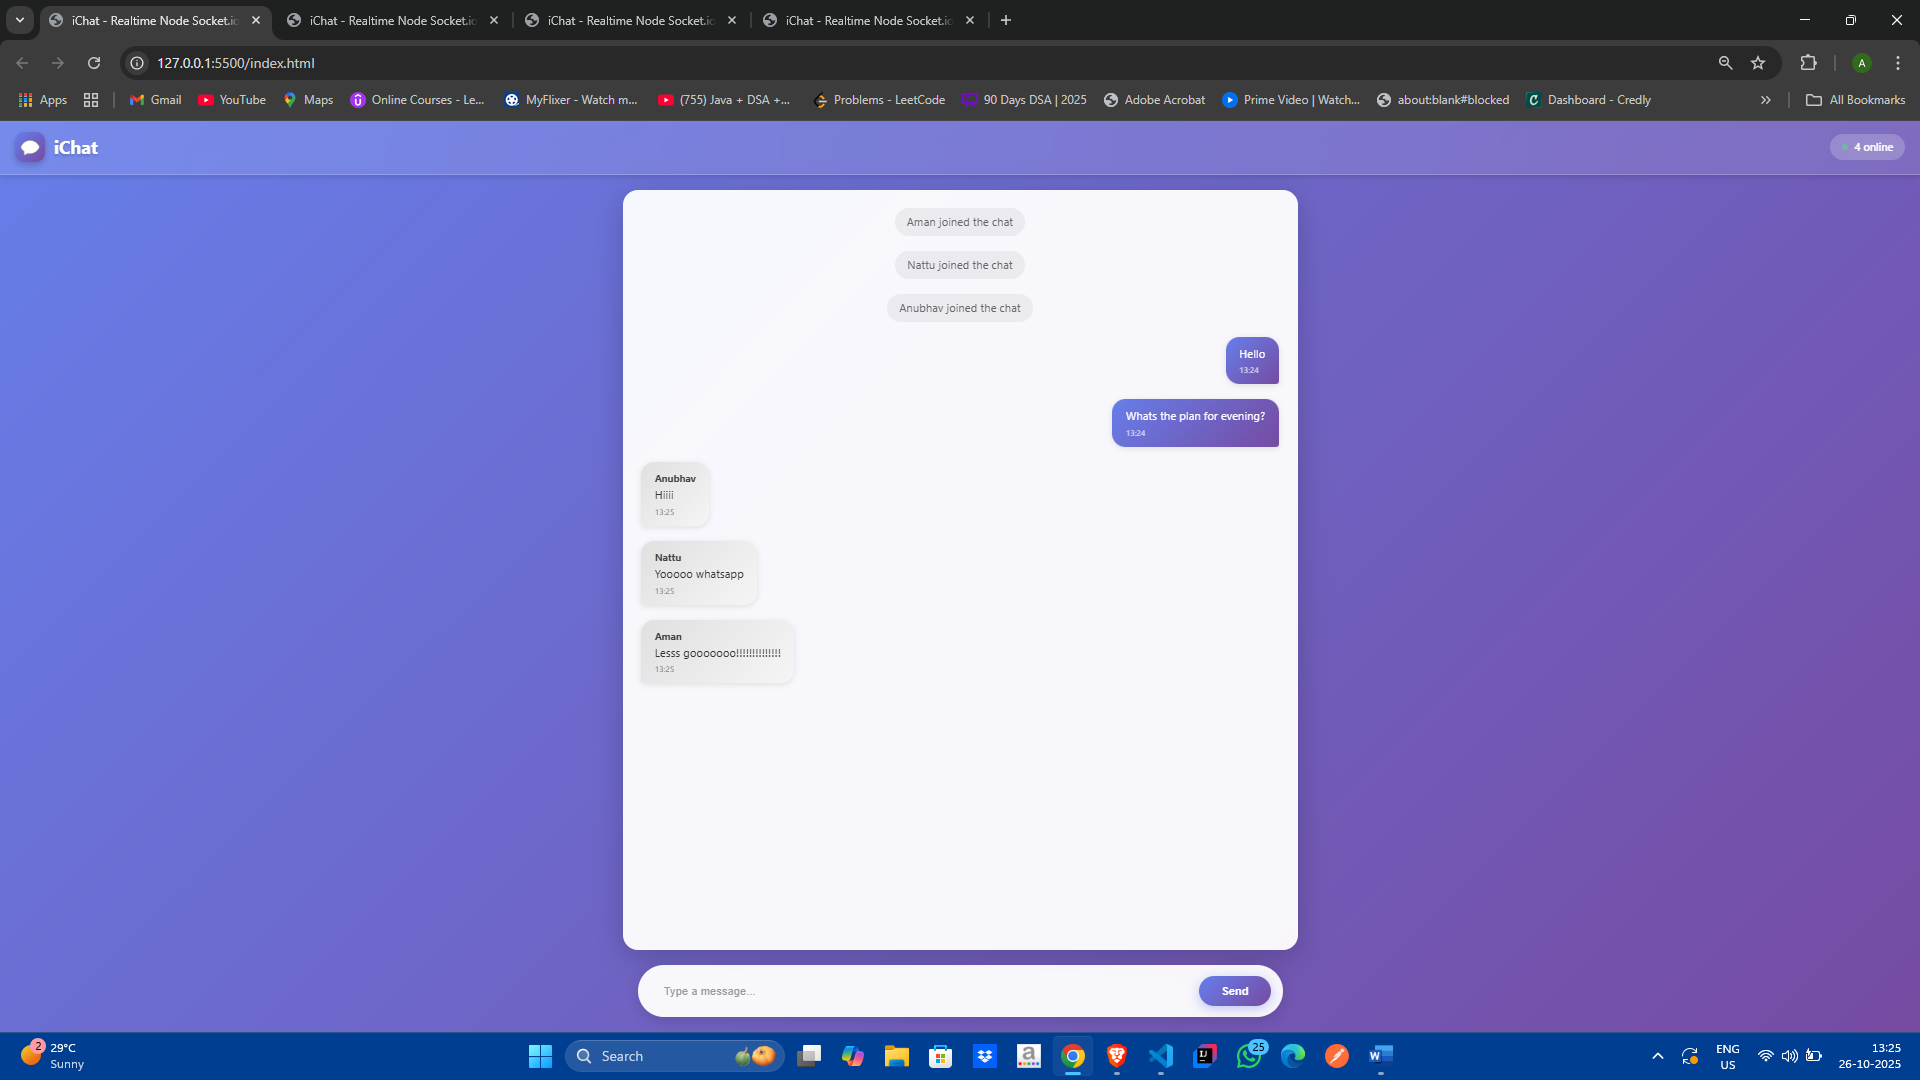 iChat - Realtime Node Socket.io
iChat - Realtime Node Socket.io
iChat - Realtime Node Socket.io
iChat - Realtime Node Socket.io
127.0.0.1:5500/index.html
A
Apps
Gmail
YouTube
Maps
Online Courses - Le...
MyFlixer - Watch m...
(755) Java + DSA +...
Problems - LeetCode
90 Days DSA | 2025
Adobe Acrobat
Prime Video | Watch...
about:blank#blocked
Dashboard - Credly
All Bookmarks
iChat
4 online
Aman joined the chat
Nattu joined the chat
Anubhav joined the chat
Hello
13:24
Whats the plan for evening?
13:24
Anubhav
Hiiii
13:25
Nattu
Yooooo whatsapp
13:25
Aman
Lesss gooooooo!!!!!!!!!!!!!!
13:25
Type a message...
Send
2
29°C
Sunny
Search
25
ENG
US
13:25
26-10-2025